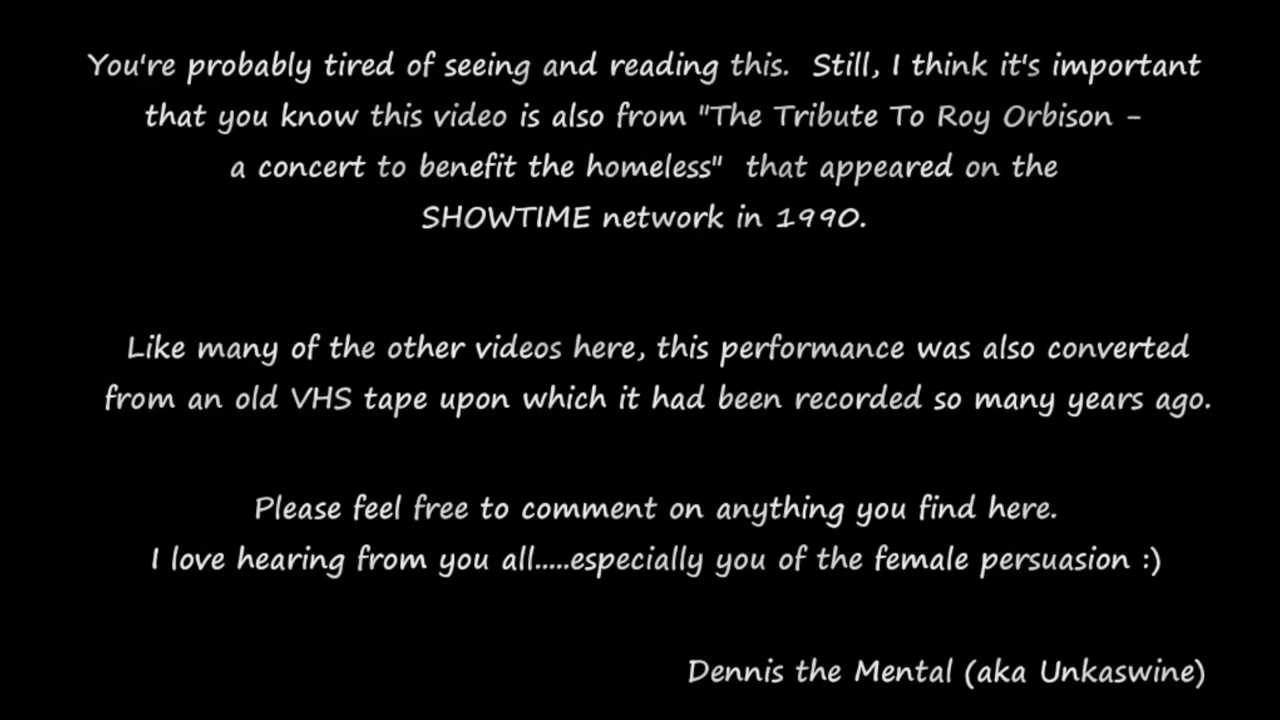 You're probably tired of seeing and reading this.  Still, I think it's important
that you know this video is also from "The Tribute To Roy Orbison -
a concert to benefit the homeless"  that appeared on the
SHOWTIME network in 1990.
Like many of the other videos here, this performance was also converted
from an old VHS tape upon which it had been recorded so many years ago.
Please feel free to comment on anything you find here.
I love hearing from you all.....especially you of the female persuasion :)
Dennis the Mental (aka Unkaswine)